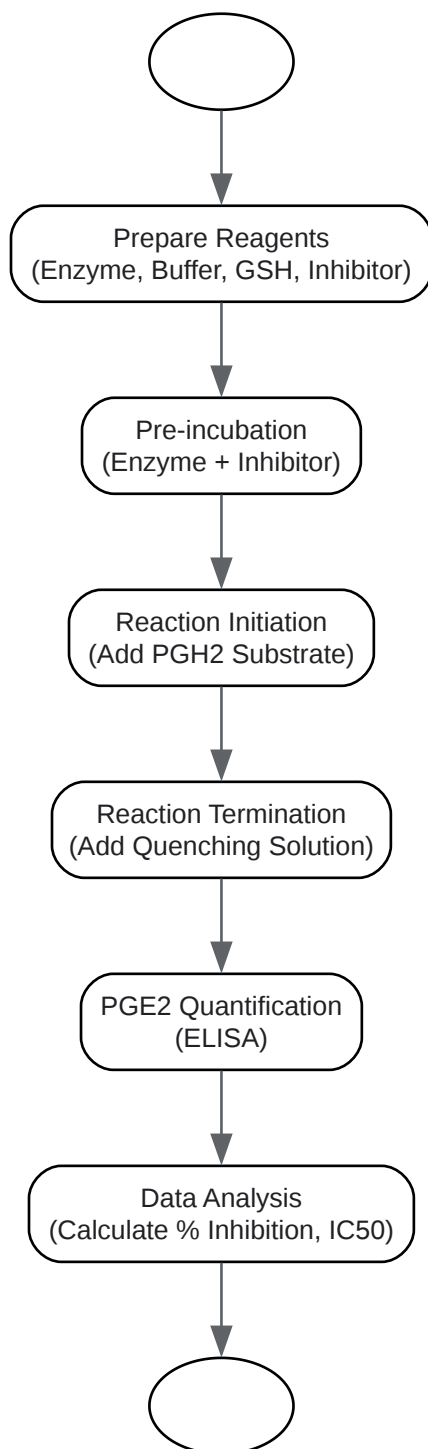 Prepare Reagents
(Enzyme, Buffer, GSH, Inhibitor)
Pre-incubation
(Enzyme + Inhibitor)
Reaction Initiation
(Add PGH2 Substrate)
Reaction Termination
(Add Quenching Solution)
PGE2 Quantification
(ELISA)
Data Analysis
(Calculate % Inhibition, IC50)